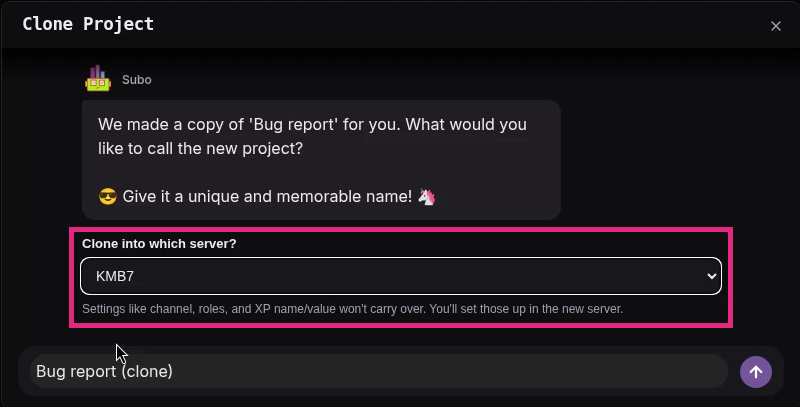 Clone Project
Subo
We made a copy of 'Bug report' for you. What would you
like to call the new project?
😎 Give it a unique and memorable name! 🦄
Clone into which server?
KMB7
Settings like channel, roles, and XP name/value won't carry over. You'll set those up in the new server.
Bug report (clone)